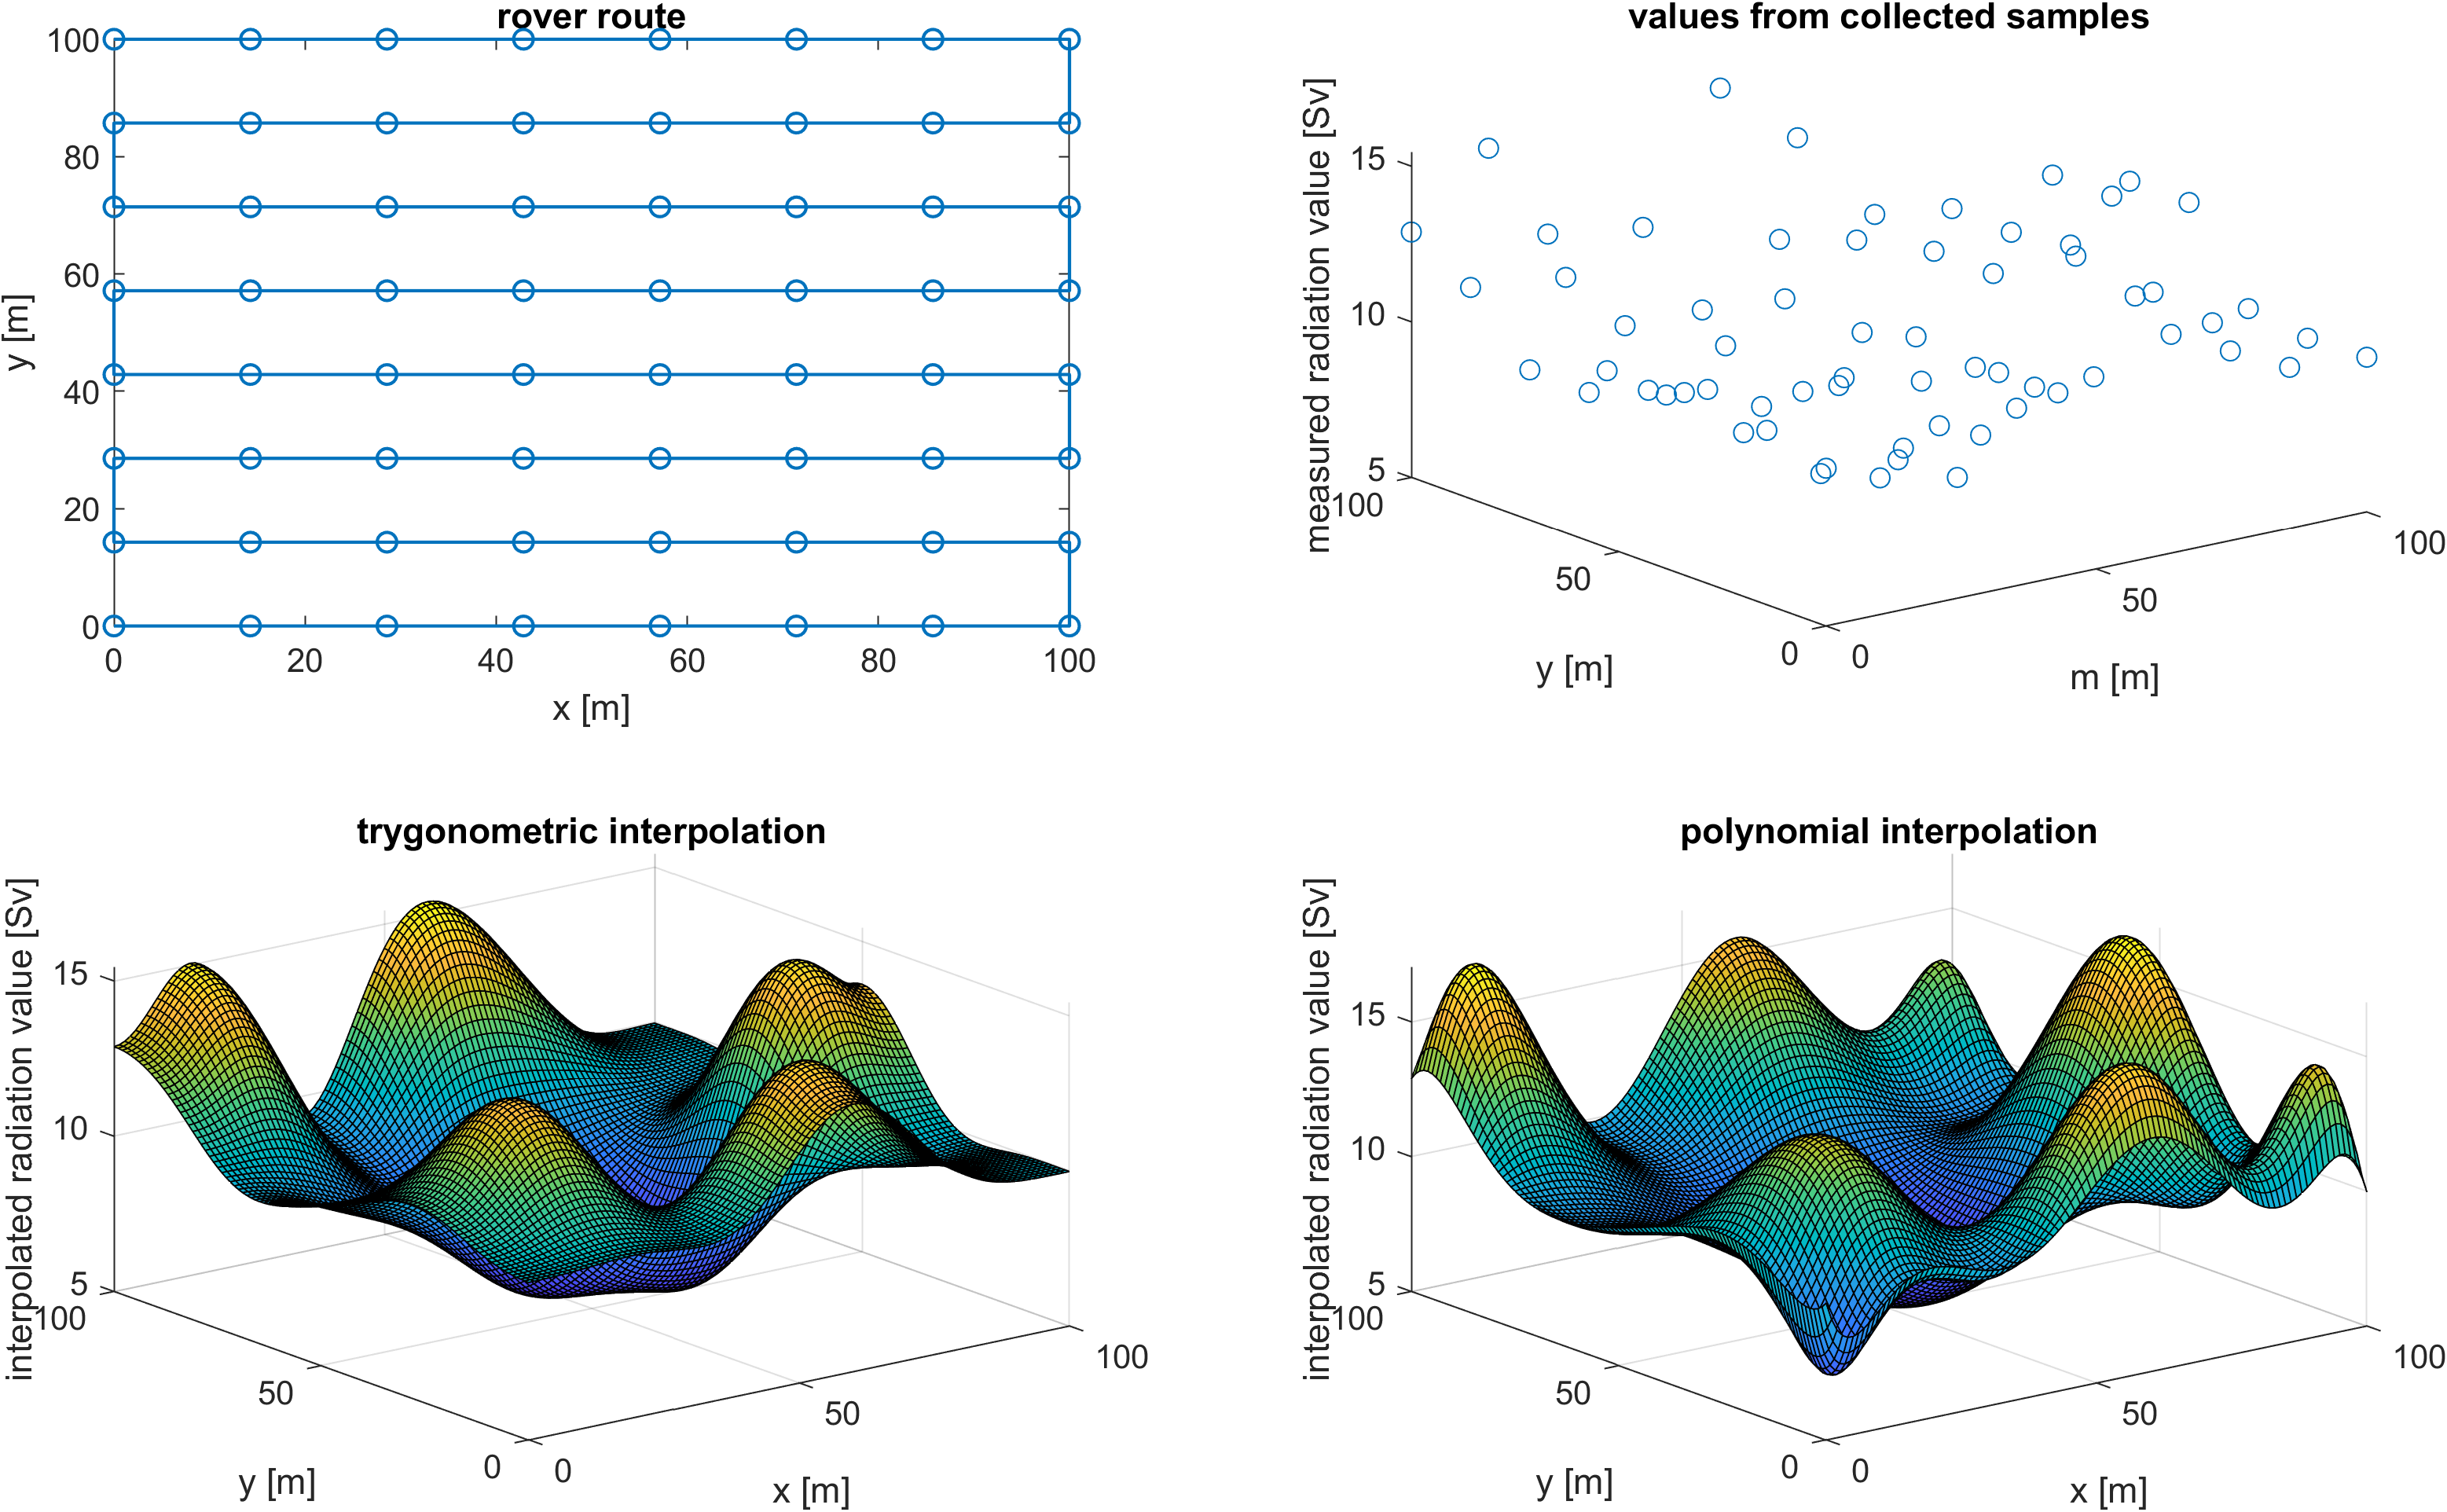 rover route
100
80
60
40
20
0
y [m]
0 20 40 60 80 100
x [m]
values from collected samples
measured radiation value [Sv]
15
10
5
100
50
0
y [m]
0
50
100
m [m]
trygonometric interpolation
interpolated radiation value [Sv]
15
10
5
100
50
0
y [m]
0
50
100
x [m]
polynomial interpolation
interpolated radiation value [Sv]
15
10
5
100
50
0
y [m]
0
50
100
x [m]